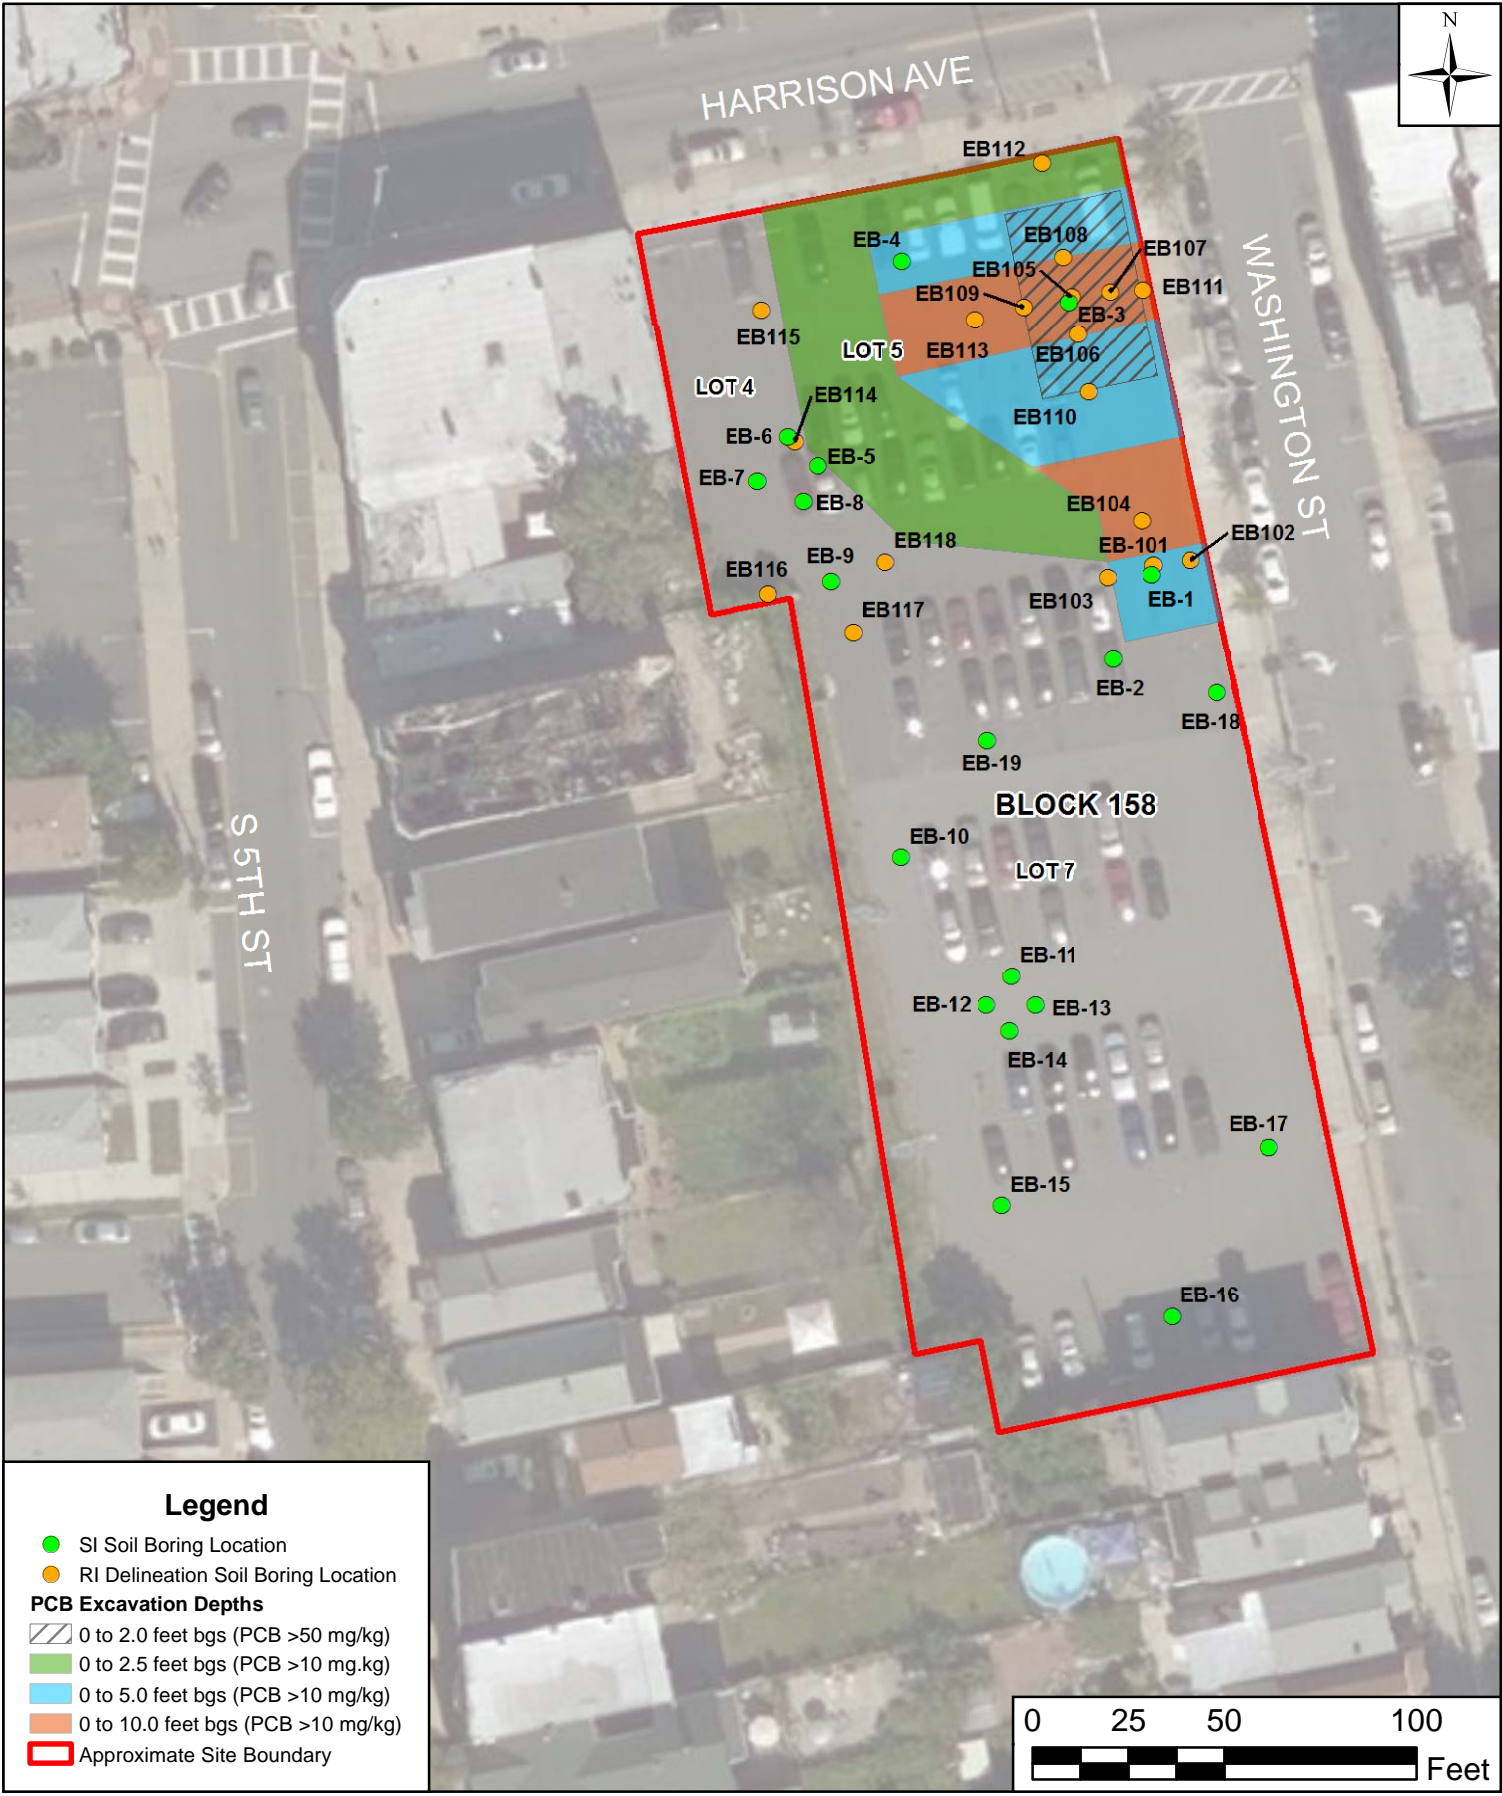 N
HARRISON AVE
EB112
EB-4
EB108
EB107
EB105
EB109
EB111
EB-3
EB115
LOT 5
EB113
EB106
WASHINGTON ST
LOT 4
EB114
EB110
EB-6
EB-5
EB-7
EB-8
EB104
EB102
EB118
EB-101
EB-9
EB116
EB103
EB-1
EB117
EB-2
EB-18
EB-19
BLOCK 158
EB-10
LOT 7
S 5TH ST
EB-11
EB-12
EB-13
EB-14
EB-17
EB-15
EB-16
Legend
SI Soil Boring Location
RI Delineation Soil Boring Location
PCB Excavation Depths
0 to 2.0 feet bgs (PCB >50 mg/kg)
0 to 2.5 feet bgs (PCB >10 mg.kg)
0 to 5.0 feet bgs (PCB >10 mg/kg)
0 to 10.0 feet bgs (PCB >10 mg/kg)
Approximate Site Boundary
0 25 50 100
Feet